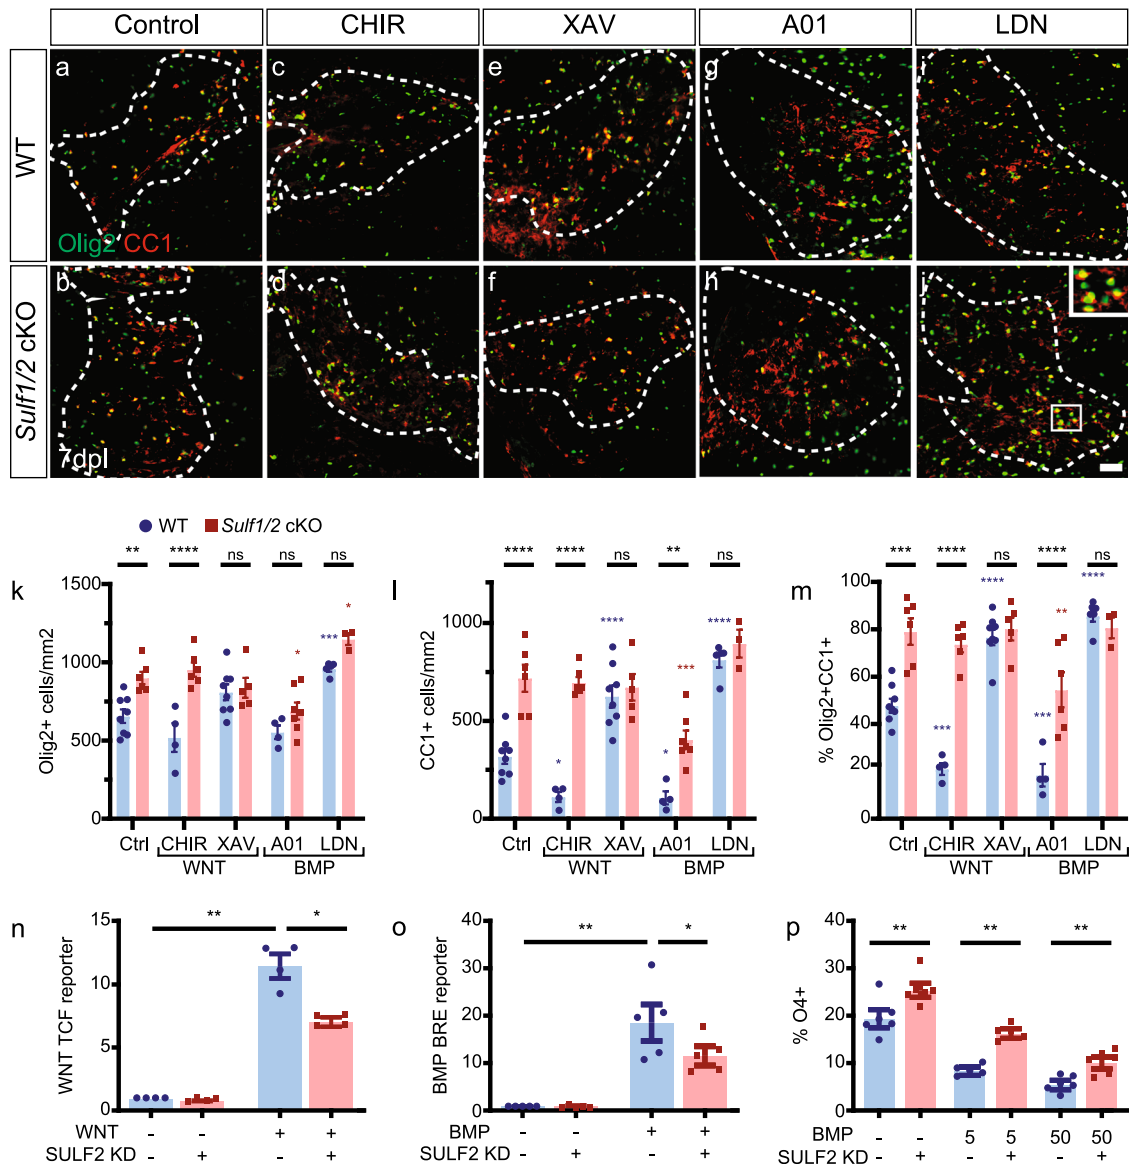 Control CHIR XAV A01 LDN
WT
a c e g i
Olig2 CC1
Sulf1/2 cKO
b d f h j
7dpl
WT Sulf1/2 cKO
k
** **** ns ns ns
Olig2+ cells/mm2
1500
1000
500
0
* *** *
Ctrl CHIR XAV A01 LDN
WNT BMP
l
**** **** ns ** ns
CC1+ cells/mm2
1000
500
0
* **** * *** ****
Ctrl CHIR XAV A01 LDN
WNT BMP
m
*** **** ns **** ns
% Olig2+CC1+
100
80
60
40
20
0
*** **** *** ** ****
Ctrl CHIR XAV A01 LDN
WNT BMP
n
WNT TCF reporter
15
10
5
0
** *
WNT - - + +
SULF2 KD - + - +
o
BMP BRE reporter
40
30
20
10
0
** *
BMP - - + +
SULF2 KD - + - +
p
% O4+
40
30
20
10
0
** ** **
BMP - - 5 5 50 50
SULF2 KD - + - + - +